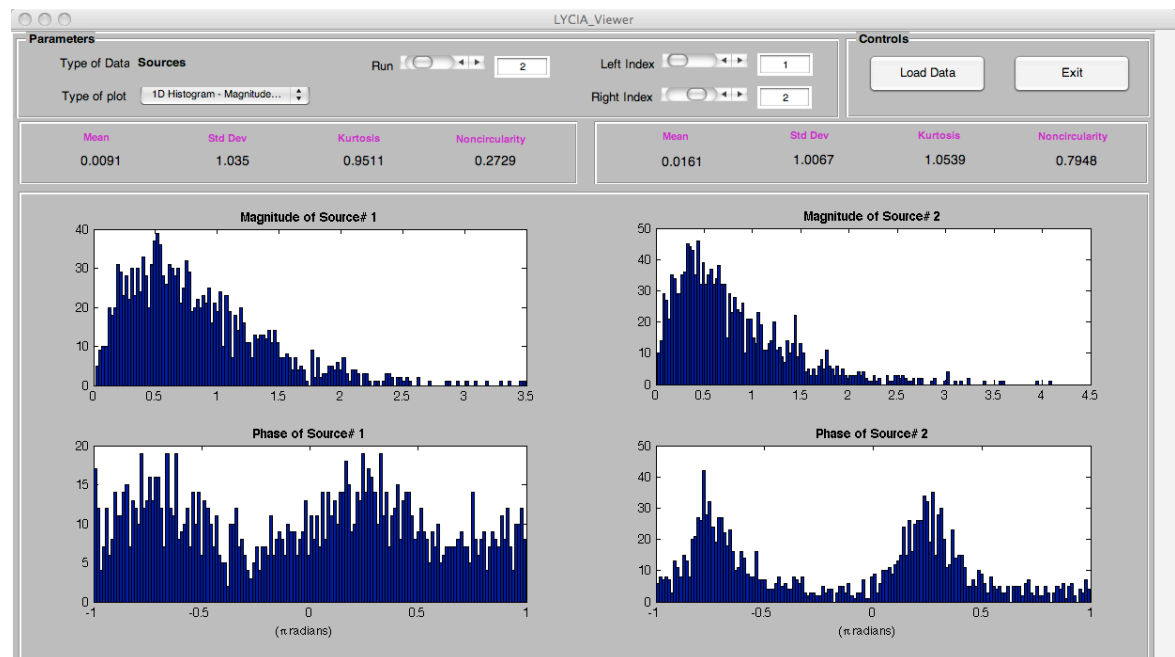 LYCIA_Viewer
Parameters
Type of Data Sources
Run 2
Left Index 1
Type of plot 1D Histogram - Magnitude...
Right Index 2
Controls
Load Data Exit
Mean Std Dev Kurtosis Noncircularity
0.0091 1.035 0.9511 0.2729
Mean Std Dev Kurtosis Noncircularity
0.0161 1.0067 1.0539 0.7948
Magnitude of Source# 1
40
30
20
10
0
0 0.5 1 1.5 2 2.5 3 3.5
Magnitude of Source# 2
50
40
30
20
10
0
0 0.5 1 1.5 2 2.5 3 3.5 4 4.5
Phase of Source# 1
20
15
10
5
0
-1 -0.5 0 0.5 1
(π radians)
Phase of Source# 2
50
40
30
20
10
0
-1 -0.5 0 0.5 1
(π radians)